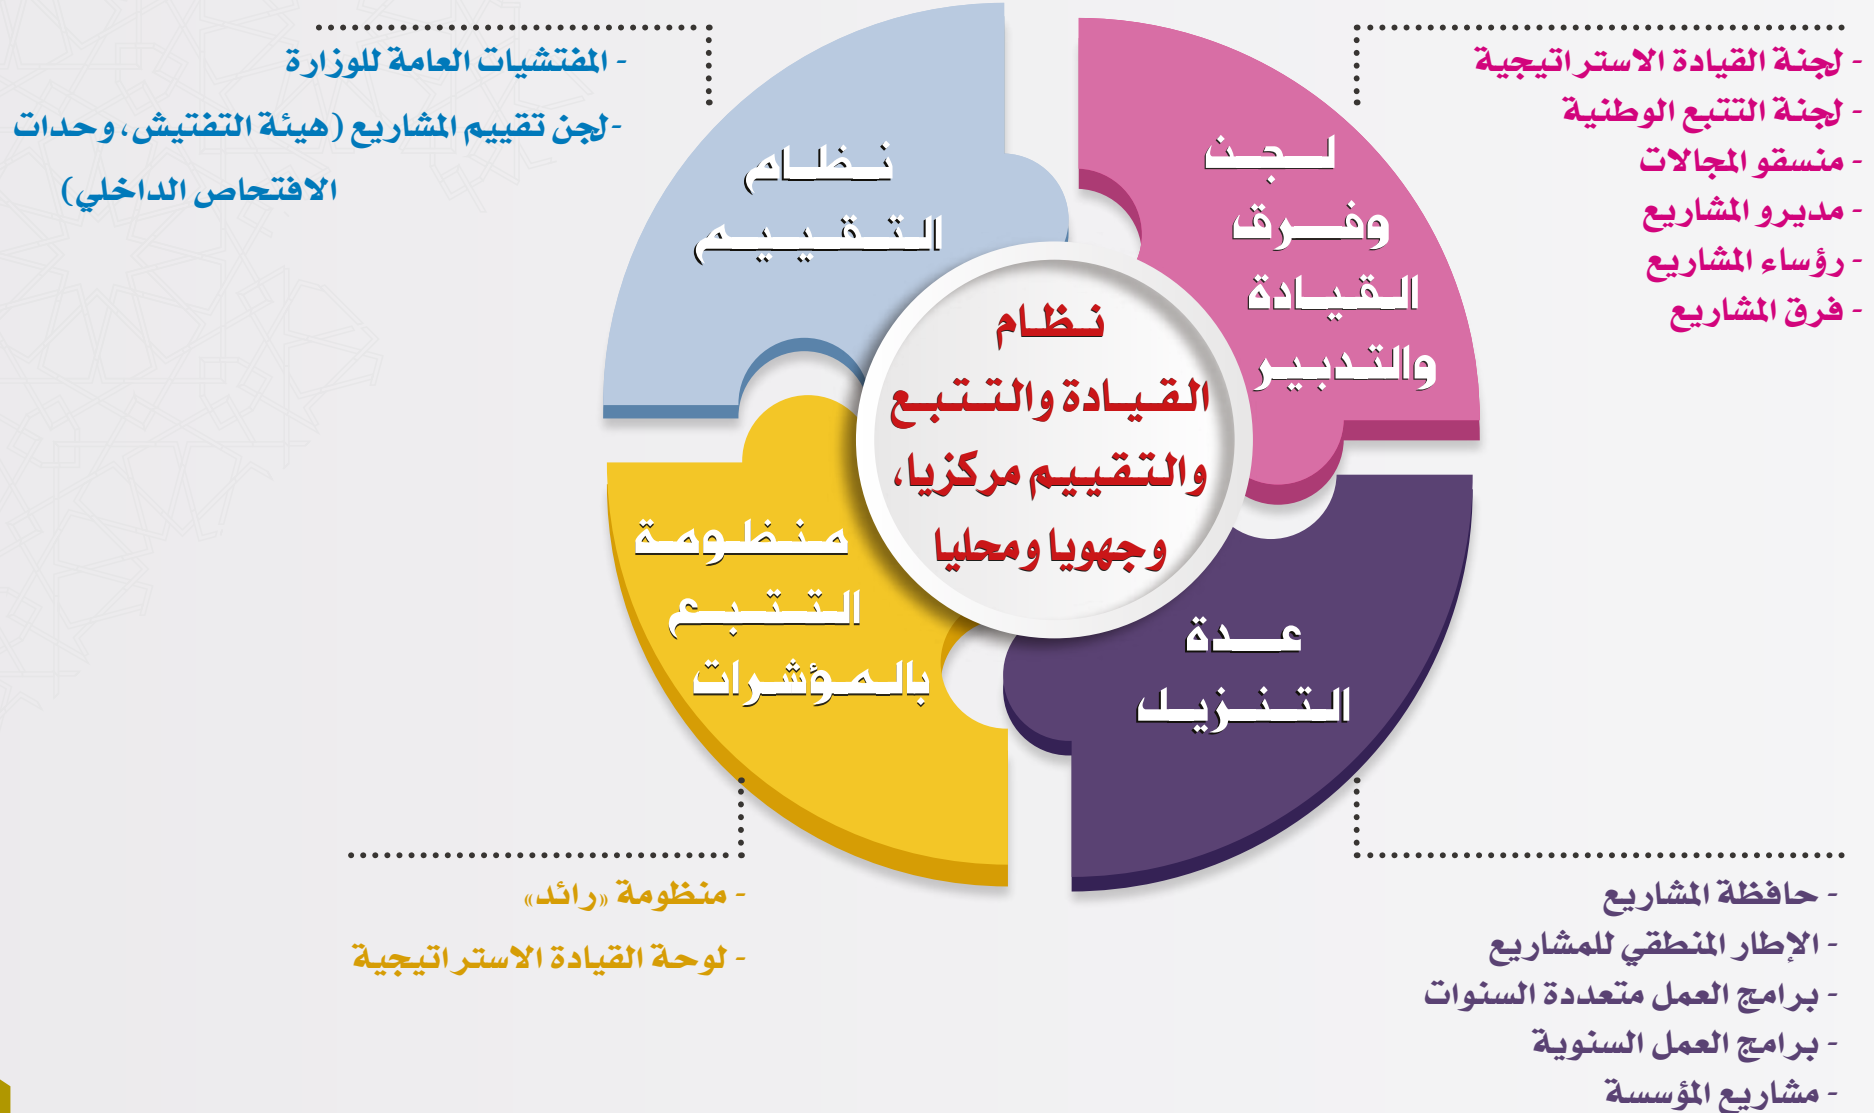 - لجنة القيادة الاستراتيجية
- لجنة التتبع الوطنية
- منسقو المجالات
- مديرو المشاريع
- رؤساء المشاريع
- فرق المشاريع
لجن
وفرق
القيادة
والتدبير
- المفتشيات العامة للوزارة
-لجن تقييم المشاريع (هيئة التفتيش، وحدات
الافتحاص الداخلي)
نظام
التقييم
نظام
القيادة والتتبع
والتقييم مركزيا،
وجهويا ومحليا
عدة
التنزيل
- حافظة المشاريع
- الإطار المنطقي للمشاريع
- برامج العمل متعددة السنوات
- برامج العمل السنوية
- مشاريع المؤسسة
منظومة
التتبع
بالمؤشرات
- منظومة «رائد»
- لوحة القيادة الاستراتيجية